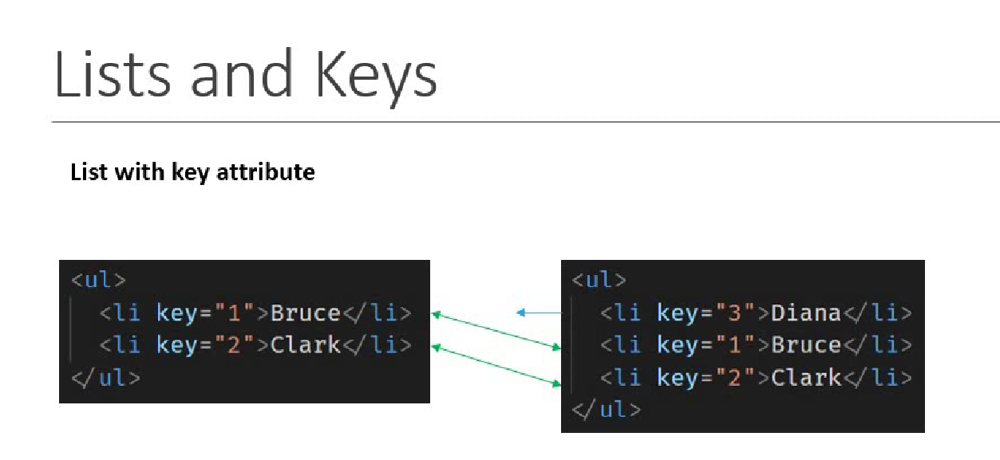 Lists and Keys
List with key attribute
<ul>
<li key="1">Bruce</li>
<li key="2">Clark</li>
</ul>
<ul>
<li key="3">Diana</li>
<li key="1">Bruce</li>
<li key="2">Clark</li>
</ul>